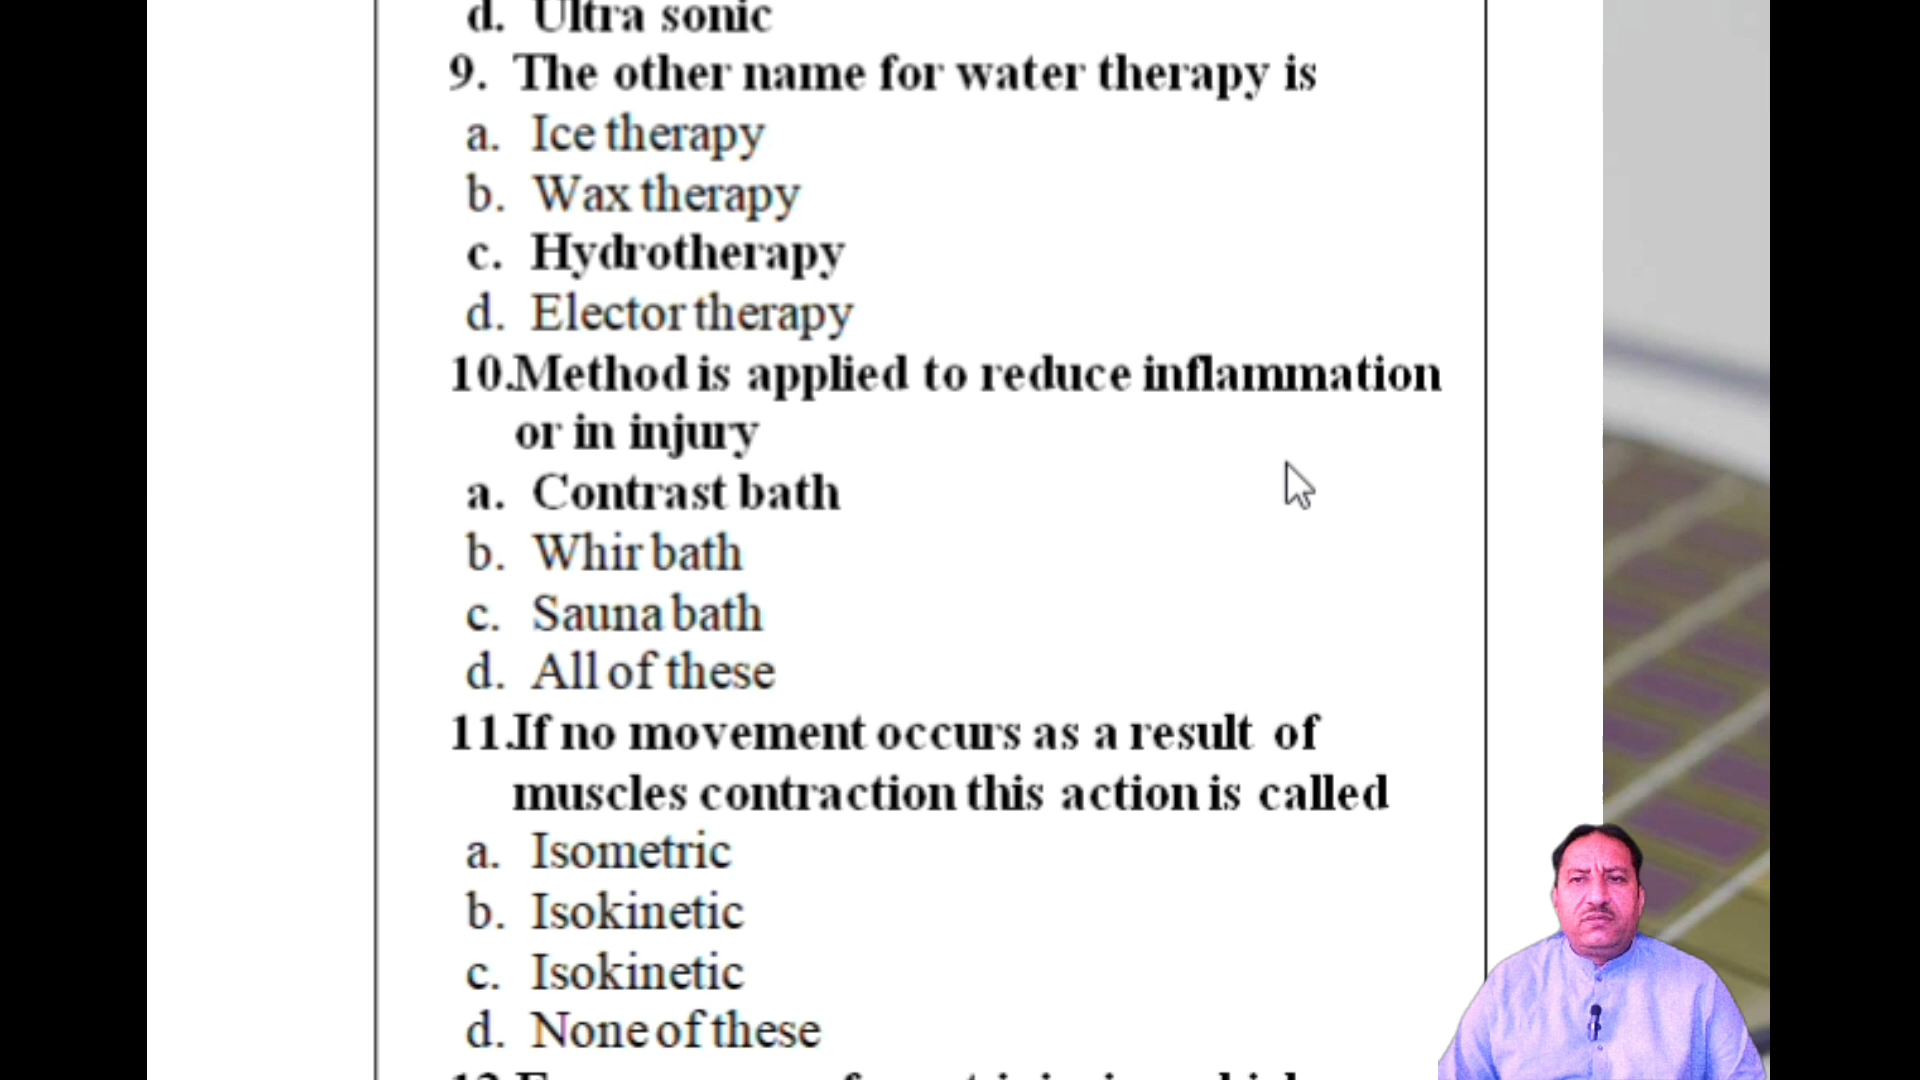 d. Ultra sonic
9. The other name for water therapy is
a. Ice therapy
b. Wax therapy
c. Hydrotherapy
d. Elector therapy
10.Method is applied to reduce inflammation
or in injury
a. Contrast bath
b. Whir bath
c. Sauna bath
d. All of these
11.If no movement occurs as a result of
muscles contraction this action is called
a. Isometric
b. Isokinetic
c. Isokinetic
d. None of these